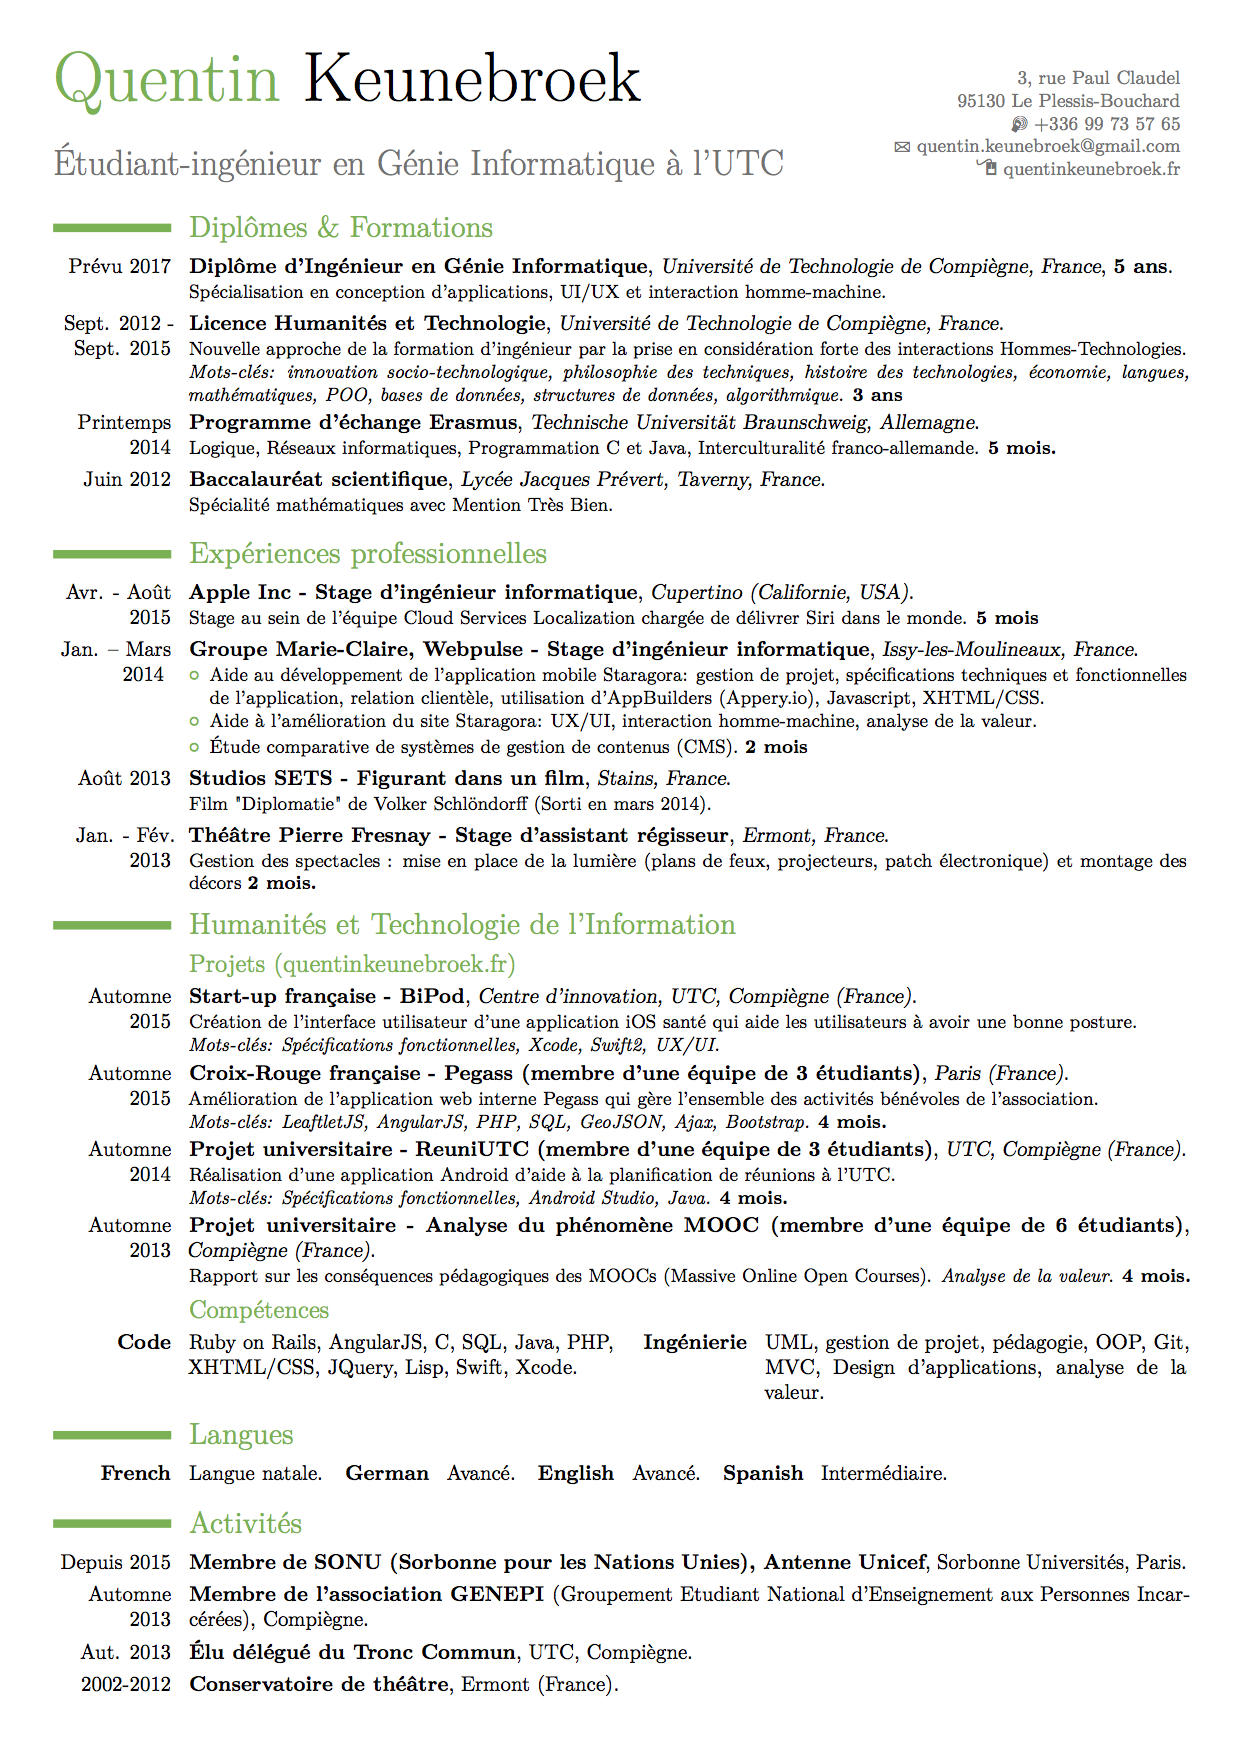 Quentin Keunebroek
3, rue Paul Claudel
95130 Le Plessis-Bouchard
+336 99 73 57 65
quentin.keunebroek@gmail.com
quentinkeunebroek.fr
Étudiant-ingénieur en Génie Informatique à l'UTC
Diplômes & Formations
Prévu 2017 Diplôme d'Ingénieur en Génie Informatique, Université de Technologie de Compiègne, France, 5 ans.
Spécialisation en conception d'applications, UI/UX et interaction homme-machine.
Sept. 2012 - Licence Humanités et Technologie, Université de Technologie de Compiègne, France.
Sept. 2015 Nouvelle approche de la formation d'ingénieur par la prise en considération forte des interactions Hommes-Technologies.
Mots-clés: innovation socio-technologique, philosophie des techniques, histoire des technologies, économie, langues,
mathématiques, POO, bases de données, structures de données, algorithmique. 3 ans
Printemps Programme d'échange Erasmus, Technische Universität Braunschweig, Allemagne.
2014 Logique, Réseaux informatiques, Programmation C et Java, Interculturalité franco-allemande. 5 mois.
Juin 2012 Baccalauréat scientifique, Lycée Jacques Prévert, Taverny, France.
Spécialité mathématiques avec Mention Très Bien.
Expériences professionnelles
Avr. - Août Apple Inc - Stage d'ingénieur informatique, Cupertino (Californie, USA).
2015 Stage au sein de l'équipe Cloud Services Localization chargée de délivrer Siri dans le monde. 5 mois
Jan. – Mars Groupe Marie-Claire, Webpulse - Stage d'ingénieur informatique, Issy-les-Moulineaux, France.
2014 Aide au développement de l'application mobile Staragora: gestion de projet, spécifications techniques et fonctionnelles
de l'application, relation clientèle, utilisation d'AppBuilders (Appery.io), Javascript, XHTML/CSS.
Aide à l'amélioration du site Staragora: UX/UI, interaction homme-machine, analyse de la valeur.
Étude comparative de systèmes de gestion de contenus (CMS). 2 mois
Août 2013 Studios SETS - Figurant dans un film, Stains, France.
Film "Diplomatie" de Volker Schlöndorff (Sorti en mars 2014).
Jan. - Fév. Théâtre Pierre Fresnay - Stage d'assistant régisseur, Ermont, France.
2013 Gestion des spectacles : mise en place de la lumière (plans de feux, projecteurs, patch électronique) et montage des
décors 2 mois.
Humanités et Technologie de l'Information
Projets (quentinkeunebroek.fr)
Automne Start-up française - BiPod, Centre d'innovation, UTC, Compiègne (France).
2015 Création de l'interface utilisateur d'une application iOS santé qui aide les utilisateurs à avoir une bonne posture.
Mots-clés: Spécifications fonctionnelles, Xcode, Swift2, UX/UI.
Automne Croix-Rouge française - Pegass (membre d'une équipe de 3 étudiants), Paris (France).
2015 Amélioration de l'application web interne Pegass qui gère l'ensemble des activités bénévoles de l'association.
Mots-clés: LeaftletJS, AngularJS, PHP, SQL, GeoJSON, Ajax, Bootstrap. 4 mois.
Automne Projet universitaire - ReuniUTC (membre d'une équipe de 3 étudiants), UTC, Compiègne (France).
2014 Réalisation d'une application Android d'aide à la planification de réunions à l'UTC.
Mots-clés: Spécifications fonctionnelles, Android Studio, Java. 4 mois.
Automne Projet universitaire - Analyse du phénomène MOOC (membre d'une équipe de 6 étudiants),
2013 Compiègne (France).
Rapport sur les conséquences pédagogiques des MOOCs (Massive Online Open Courses). Analyse de la valeur. 4 mois.
Compétences
Code Ruby on Rails, AngularJS, C, SQL, Java, PHP,
XHTML/CSS, JQuery, Lisp, Swift, Xcode.
Ingénierie UML, gestion de projet, pédagogie, OOP, Git,
MVC, Design d'applications, analyse de la
valeur.
Langues
French Langue natale. German Avancé. English Avancé. Spanish Intermédiaire.
Activités
Depuis 2015 Membre de SONU (Sorbonne pour les Nations Unies), Antenne Unicef, Sorbonne Universités, Paris.
Automne Membre de l'association GENEPI (Groupement Etudiant National d'Enseignement aux Personnes Incar-
2013 cérées), Compiègne.
Aut. 2013 Élu délégué du Tronc Commun, UTC, Compiègne.
2002-2012 Conservatoire de théâtre, Ermont (France).